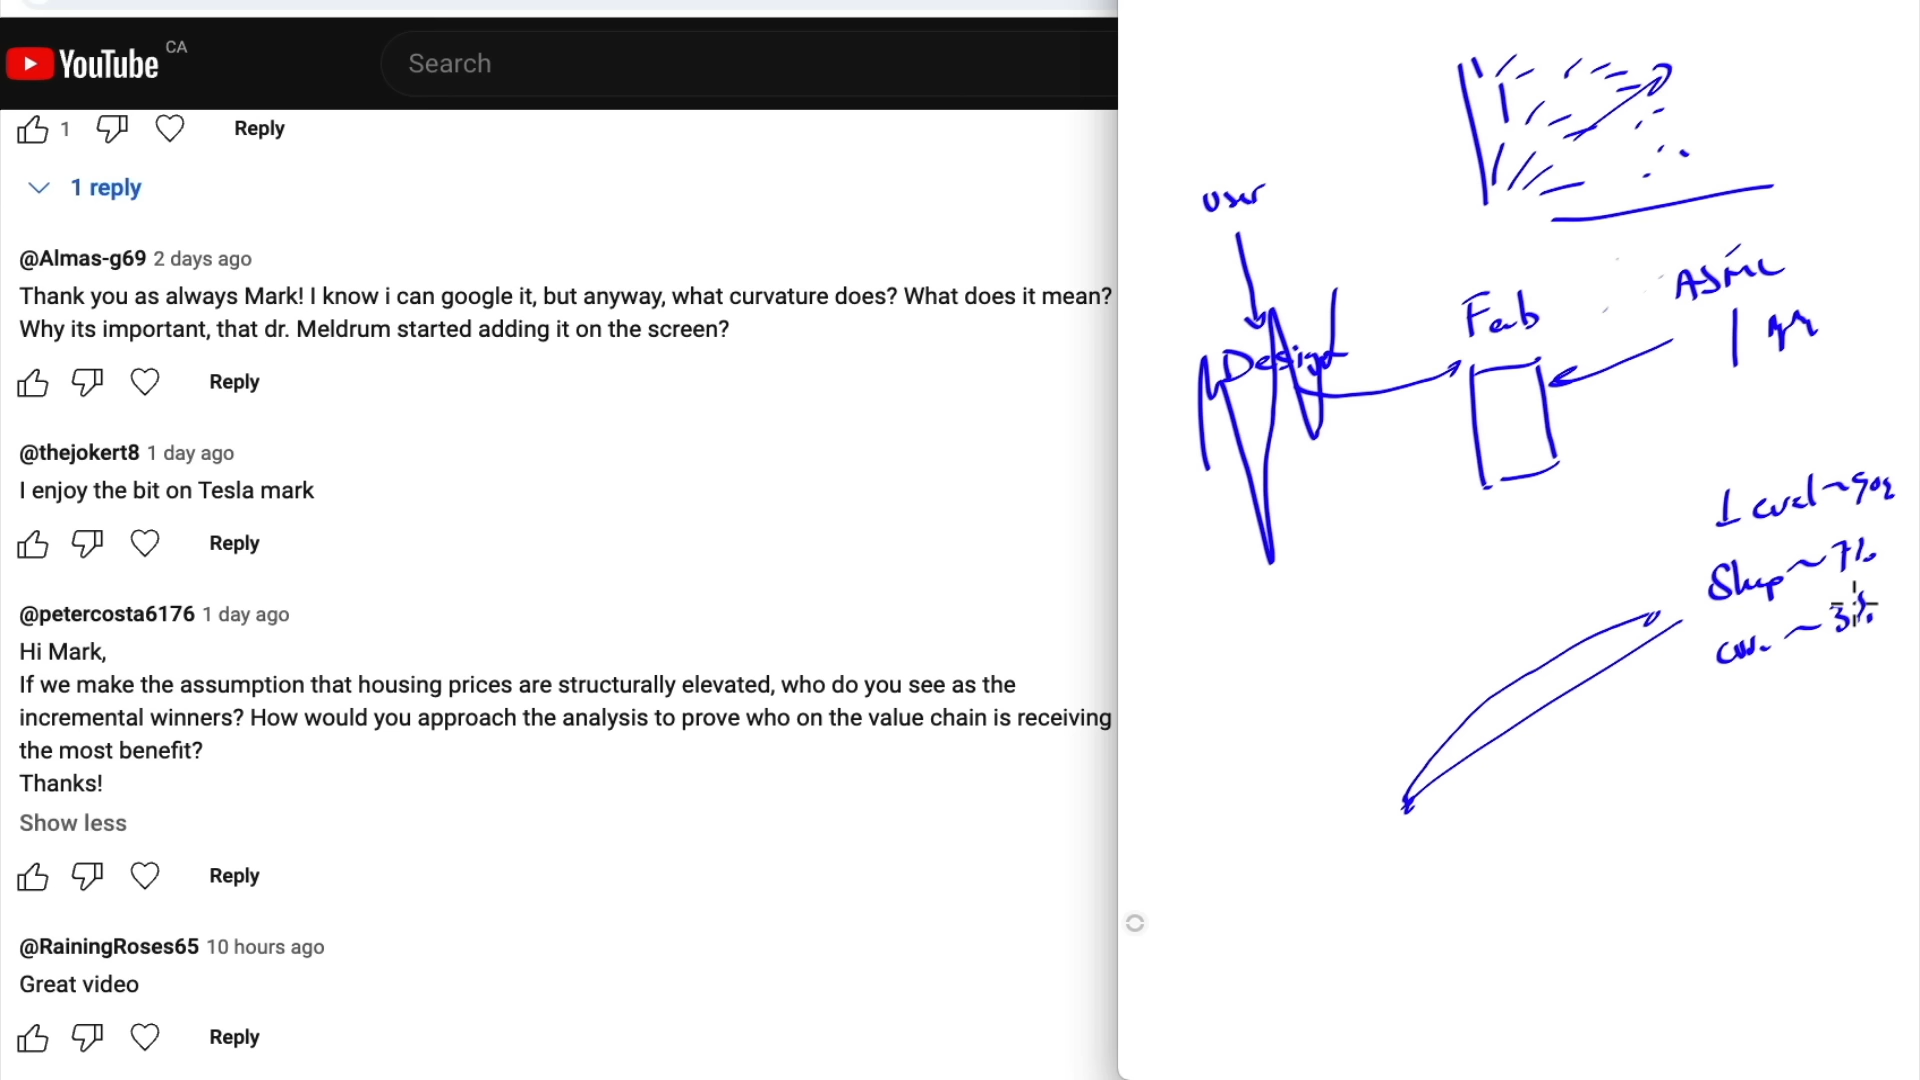 YouTube CA
Search
1 Reply
1 reply
@Almas-g69 2 days ago
Thank you as always Mark! I know i can google it, but anyway, what curvature does? What does it mean?
Why its important, that dr. Meldrum started adding it on the screen?
Reply
@thejokert8 1 day ago
I enjoy the bit on Tesla mark
Reply
@petercosta6176 1 day ago
Hi Mark,
If we make the assumption that housing prices are structurally elevated, who do you see as the
incremental winners? How would you approach the analysis to prove who on the value chain is receiving
the most benefit?
Thanks!
Show less
Reply
@RainingRoses65 10 hours ago
Great video
Reply
User
Design
Fab
ASML
Level ~ 90%
~ 7%
~ 3%